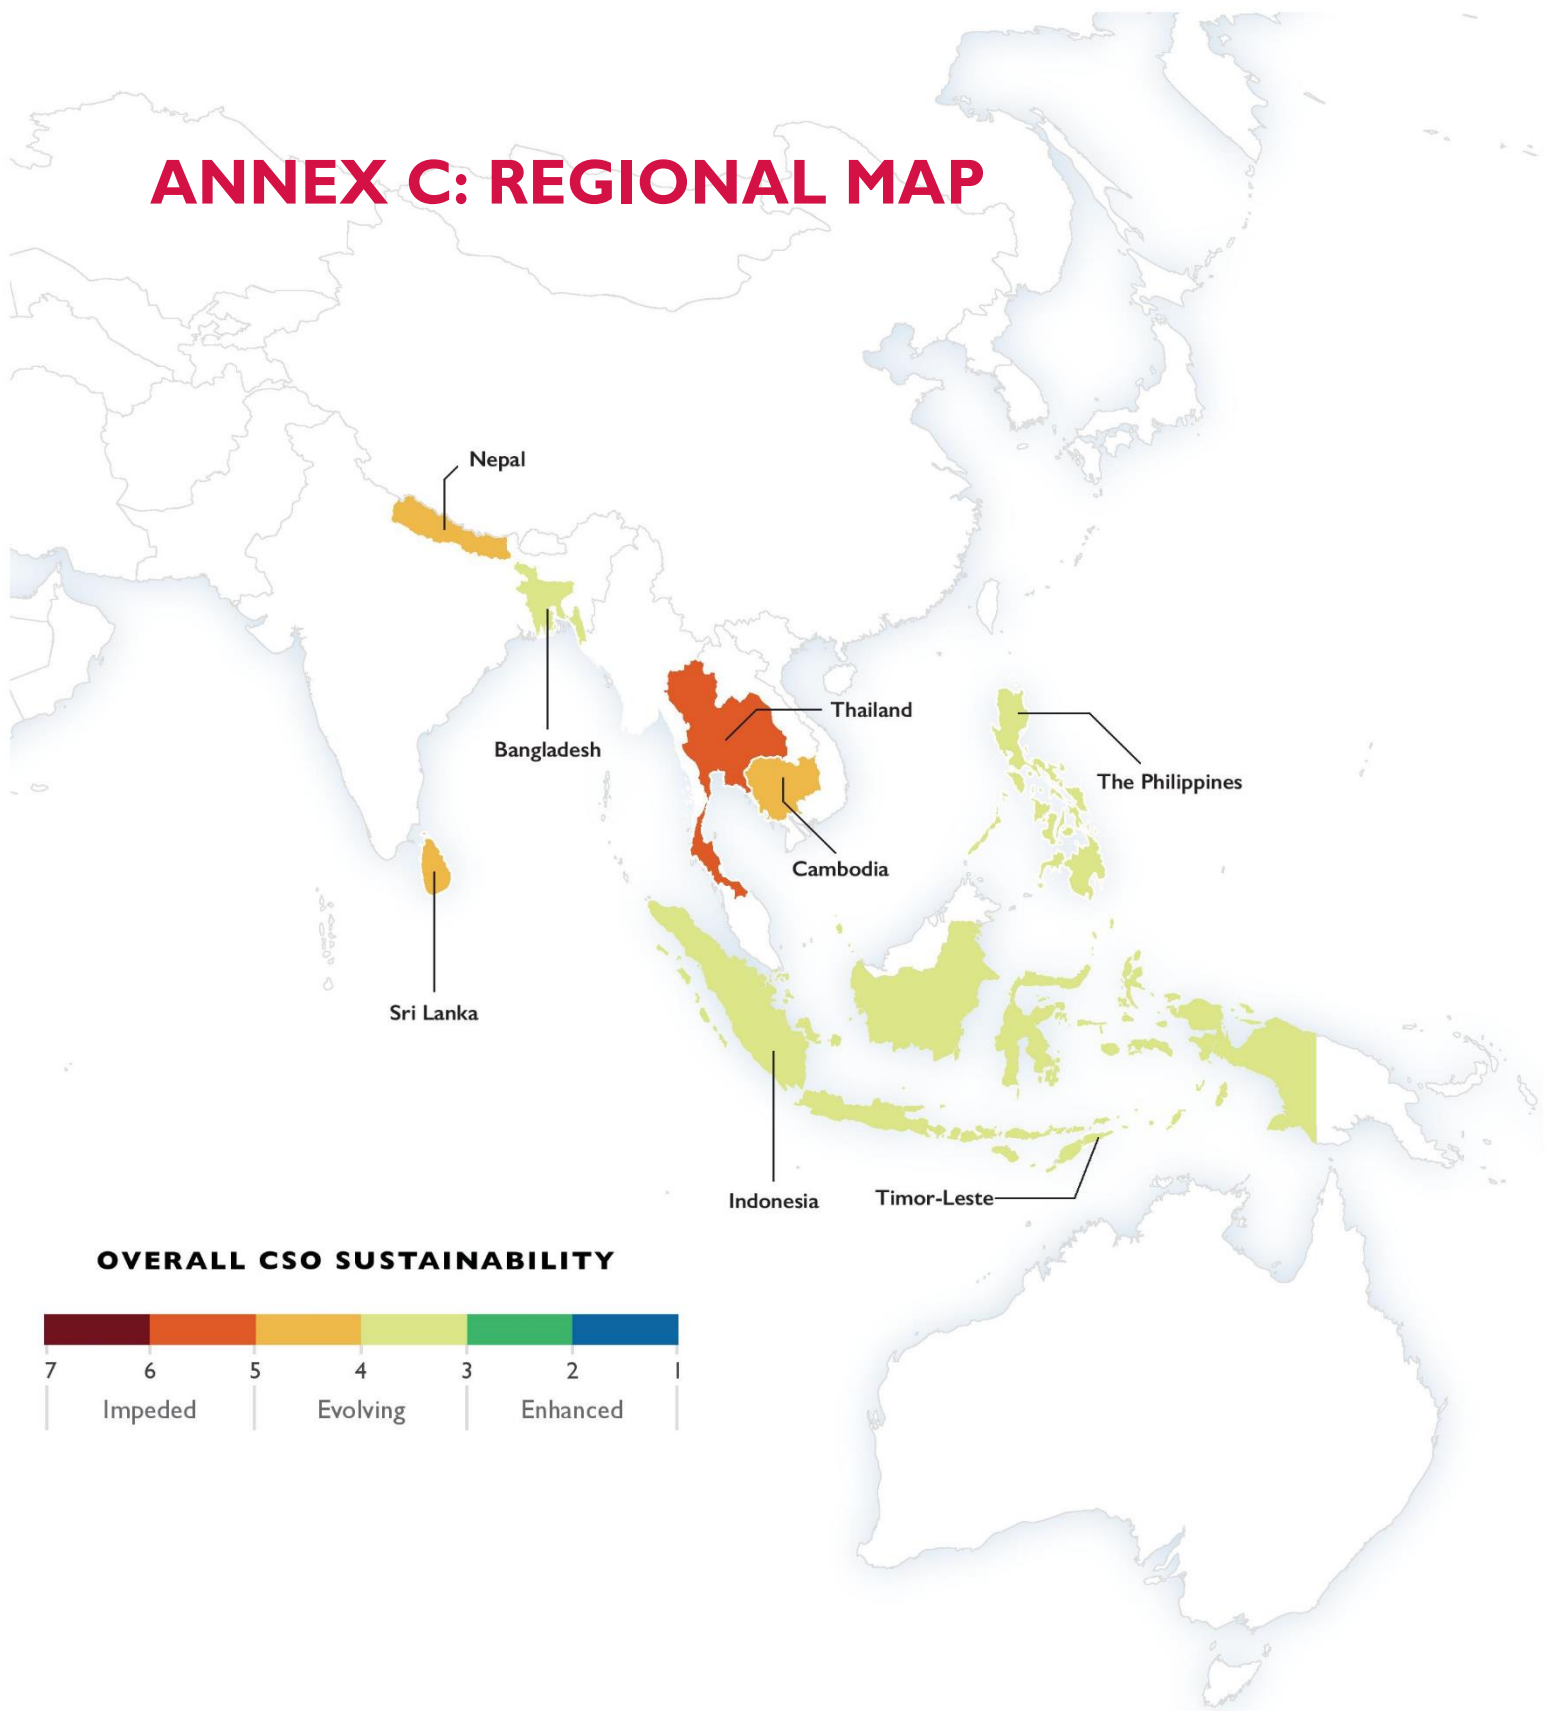 ANNEX C: REGIONAL MAP
Nepal
Thailand
Bangladesh
The Philippines
Cambodia
Sri Lanka
Indonesia
Timor-Leste
OVERALL CSO SUSTAINABILITY
7 6 5 4 3 2 1
Impeded Evolving Enhanced